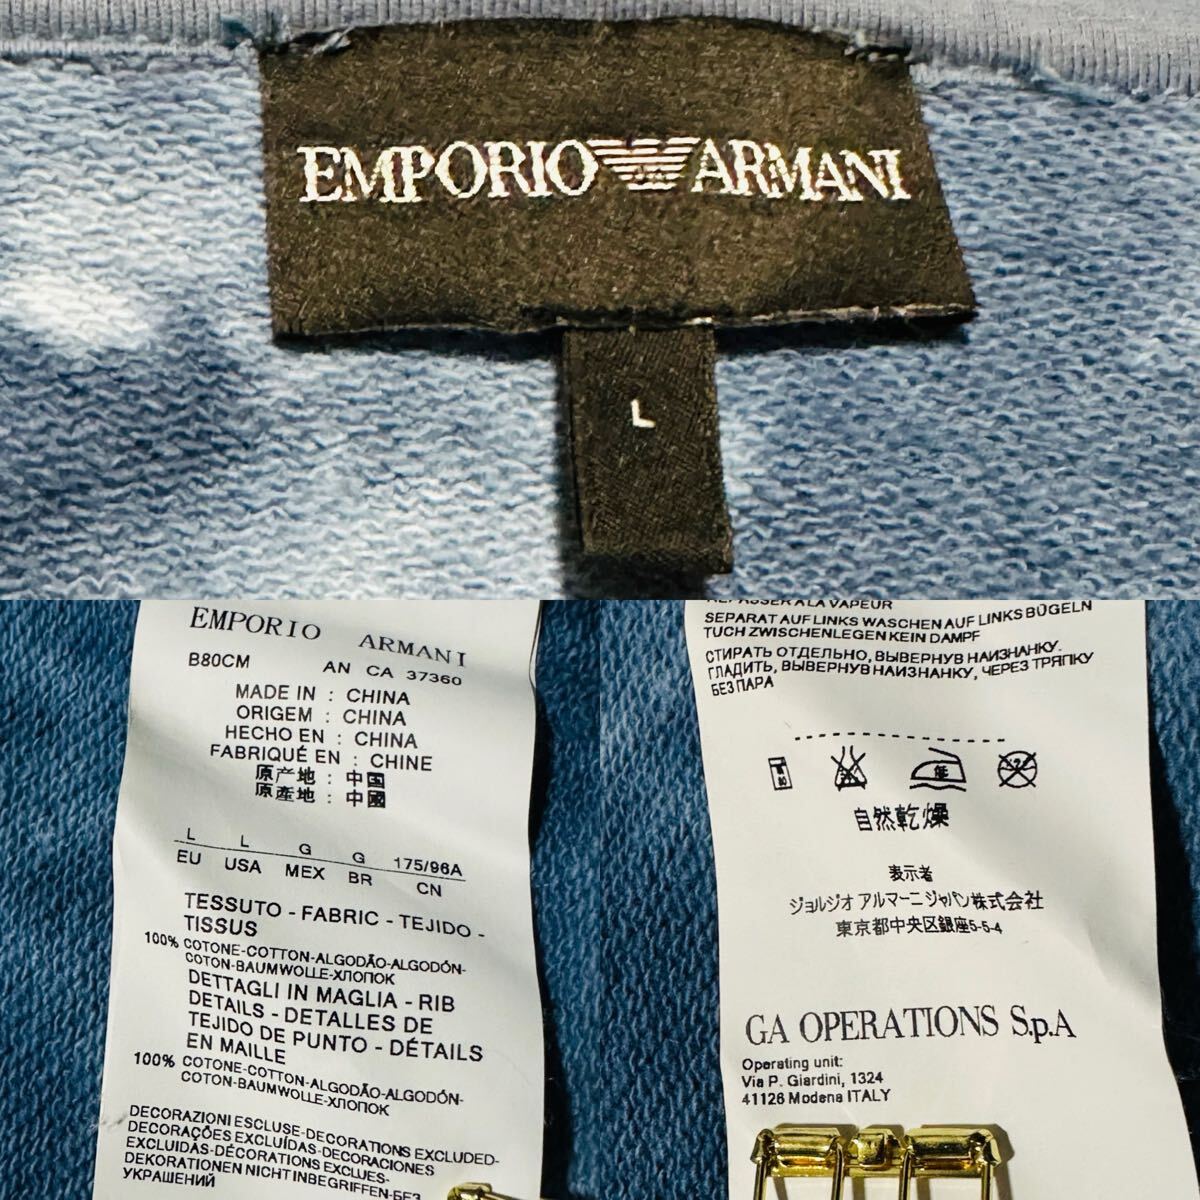 EMPORIO ARMANI
L
EMPORIO ARMANI
B80CM AN CA 37360
MADE IN : CHINA
ORIGEM : CHINA
HECHO EN : CHINA
FABRIQUÉ EN : CHINE
原产地 : 中国
原産地 : 中國
L L G G 175/96A
EU USA MEX BR CN
TESSUTO - FABRIC - TEJIDO -
TISSUS
100% COTONE-COTTON-ALGODÃO-ALGODÓN-
COTON-BAUMWOLLE-ХЛОПОК
DETTAGLI IN MAGLIA - RIB
DETAILS - DETALLES DE
TEJIDO DE PUNTO - DÉTAILS
EN MAILLE
100% COTONE-COTTON-ALGODÃO-ALGODÓN-
COTON-BAUMWOLLE-ХЛОПОК
DECORAZIONI ESCLUSE-DECORATIONS EXCLUDED-
DECORAÇÕES EXCLUÍDAS-DECORACIONES
EXCLUIDAS-DÉCORATIONS EXCLUES-
DEKORATIONEN NICHT INBEGRIFFEN-БЕЗ
УКРАШЕНИЙ
REPASSER A LA VAPEUR
SEPARAT AUF LINKS WASCHEN AUF LINKS BÜGELN
TUCH ZWISCHENLEGEN KEIN DAMPF
СТИРАТЬ ОТДЕЛЬНО, ВЫВЕРНУВ НАИЗНАНКУ.
ГЛАДИТЬ, ВЫВЕРНУВ НАИЗНАНКУ, ЧЕРЕЗ ТРЯПКУ
БЕЗ ПАРА
自然乾燥
表示者
ジョルジオ アルマーニ ジャパン株式会社
東京都中央区銀座5-5-4
GA OPERATIONS S.p.A
Operating unit:
Via P. Giardini, 1324
41126 Modena ITALY